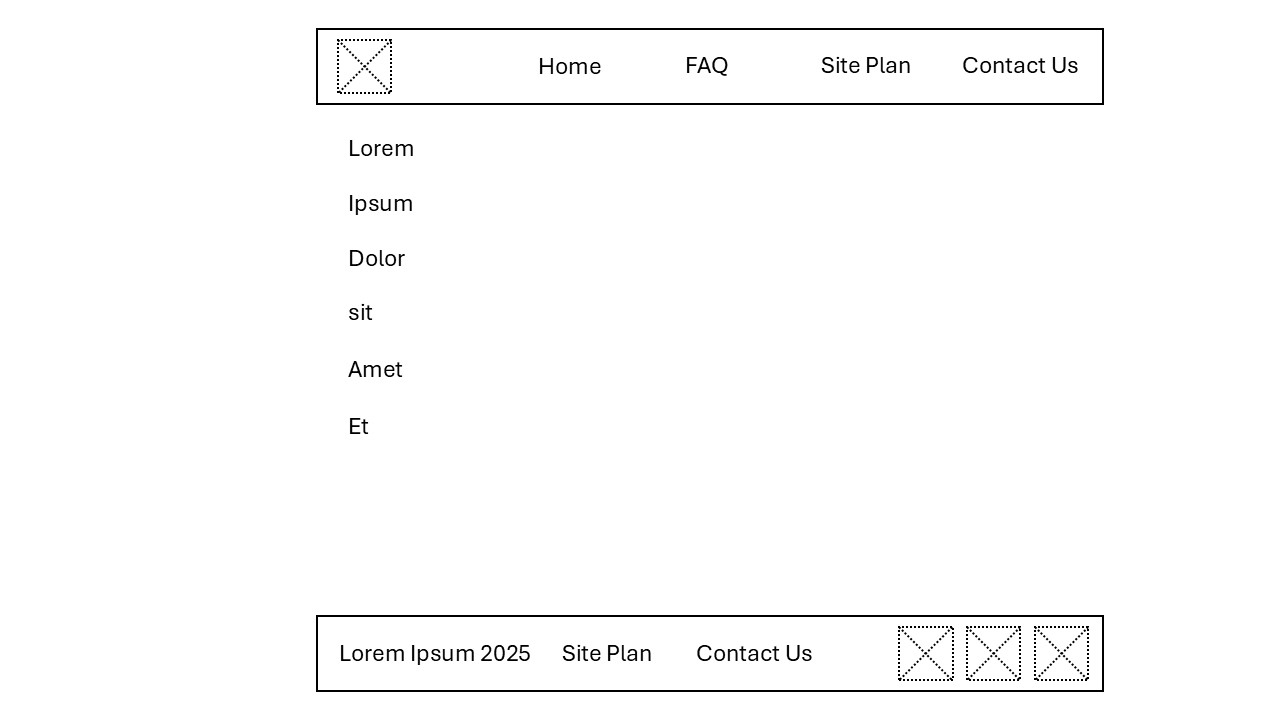 Home FAQ Site Plan Contact Us
Lorem
Ipsum
Dolor
sit
Amet
Et
Lorem Ipsum 2025 Site Plan Contact Us